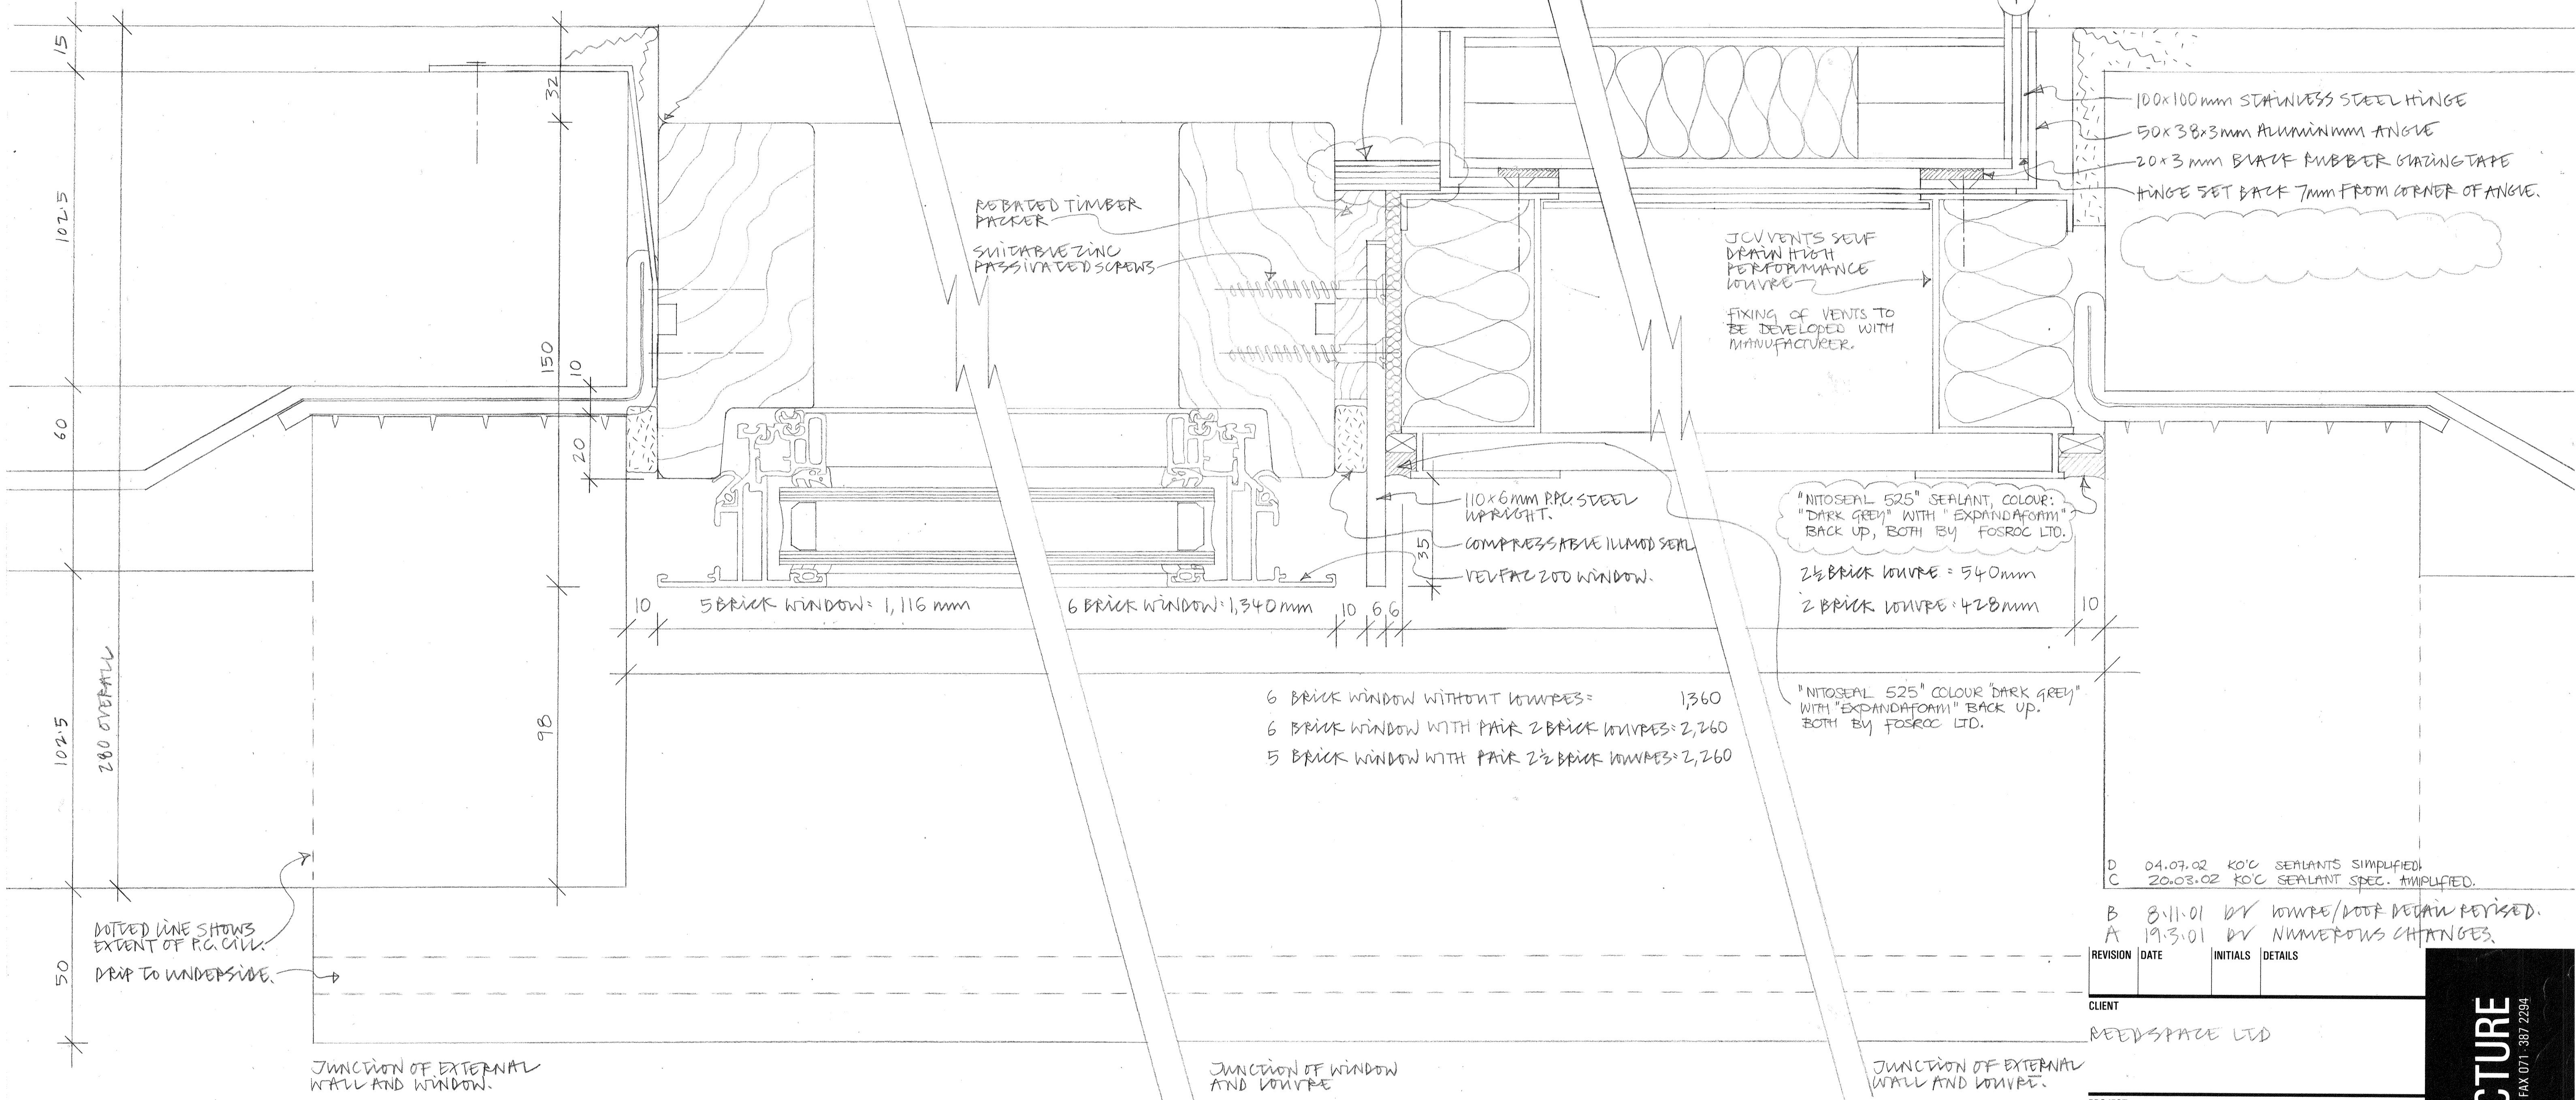 15
32
102.5
150
10
60
20
280 OVERALL
98
102.5
50
REBATED TIMBER
PACKER
SUITABLE ZINC
PASSIVATED SCREWS
100x100mm STAINLESS STEEL HINGE
50x38x3mm ALUMINMM ANGLE
20x3mm BLACK RUBBER GLAZING TAPE
HINGE SET BACK 7mm FROM CORNER OF ANGLE.
JCV VENTS SELF
DRAIN HIGH
PERFORMANCE
LOUVRE
FIXING OF VENTS TO
BE DEVELOPED WITH
MANUFACTURER.
110x6mm P.P.C. STEEL
UPRIGHT.
COMPRESSABLE ILLMOD SEAL
VELFAC 200 WINDOW.
35
"NITOSEAL 525" SEALANT, COLOUR:
"DARK GREY" WITH "EXPANDAFOAM"
BACK UP, BOTH BY FOSROC LTD.
2½ BRICK LOUVRE = 540mm
2 BRICK LOUVRE: 428mm
10
10
5 BRICK WINDOW: 1,116 mm
6 BRICK WINDOW: 1,340mm
10 6 6
6 BRICK WINDOW WITHOUT LOUVRES= 1,360
6 BRICK WINDOW WITH PAIR 2 BRICK LOUVRES: 2,260
5 BRICK WINDOW WITH PAIR 2½ BRICK LOUVRES: 2,260
"NITOSEAL 525" COLOUR "DARK GREY"
WITH "EXPANDAFOAM" BACK UP.
BOTH BY FOSROC LTD.
DOTTED LINE SHOWS
EXTENT OF P.C. CILL.
DRIP TO UNDERSIDE.
JUNCTION OF EXTERNAL
WALL AND WINDOW.
JUNCTION OF WINDOW
AND LOUVRE
JUNCTION OF EXTERNAL
WALL AND LOUVRE.
D 04.07.02 KO'C SEALANTS SIMPLIFIED.
C 20.03.02 KO'C SEALANT SPEC. AMPLIFIED.
B 8.11.01 DV LOUVRE/DOOR DETAIL REVISED.
A 19.3.01 DV NUMEROUS CHANGES.
REVISION DATE INITIALS DETAILS
CLIENT
REEDSPACE LTD
CTURE
FAX 071-387 2294